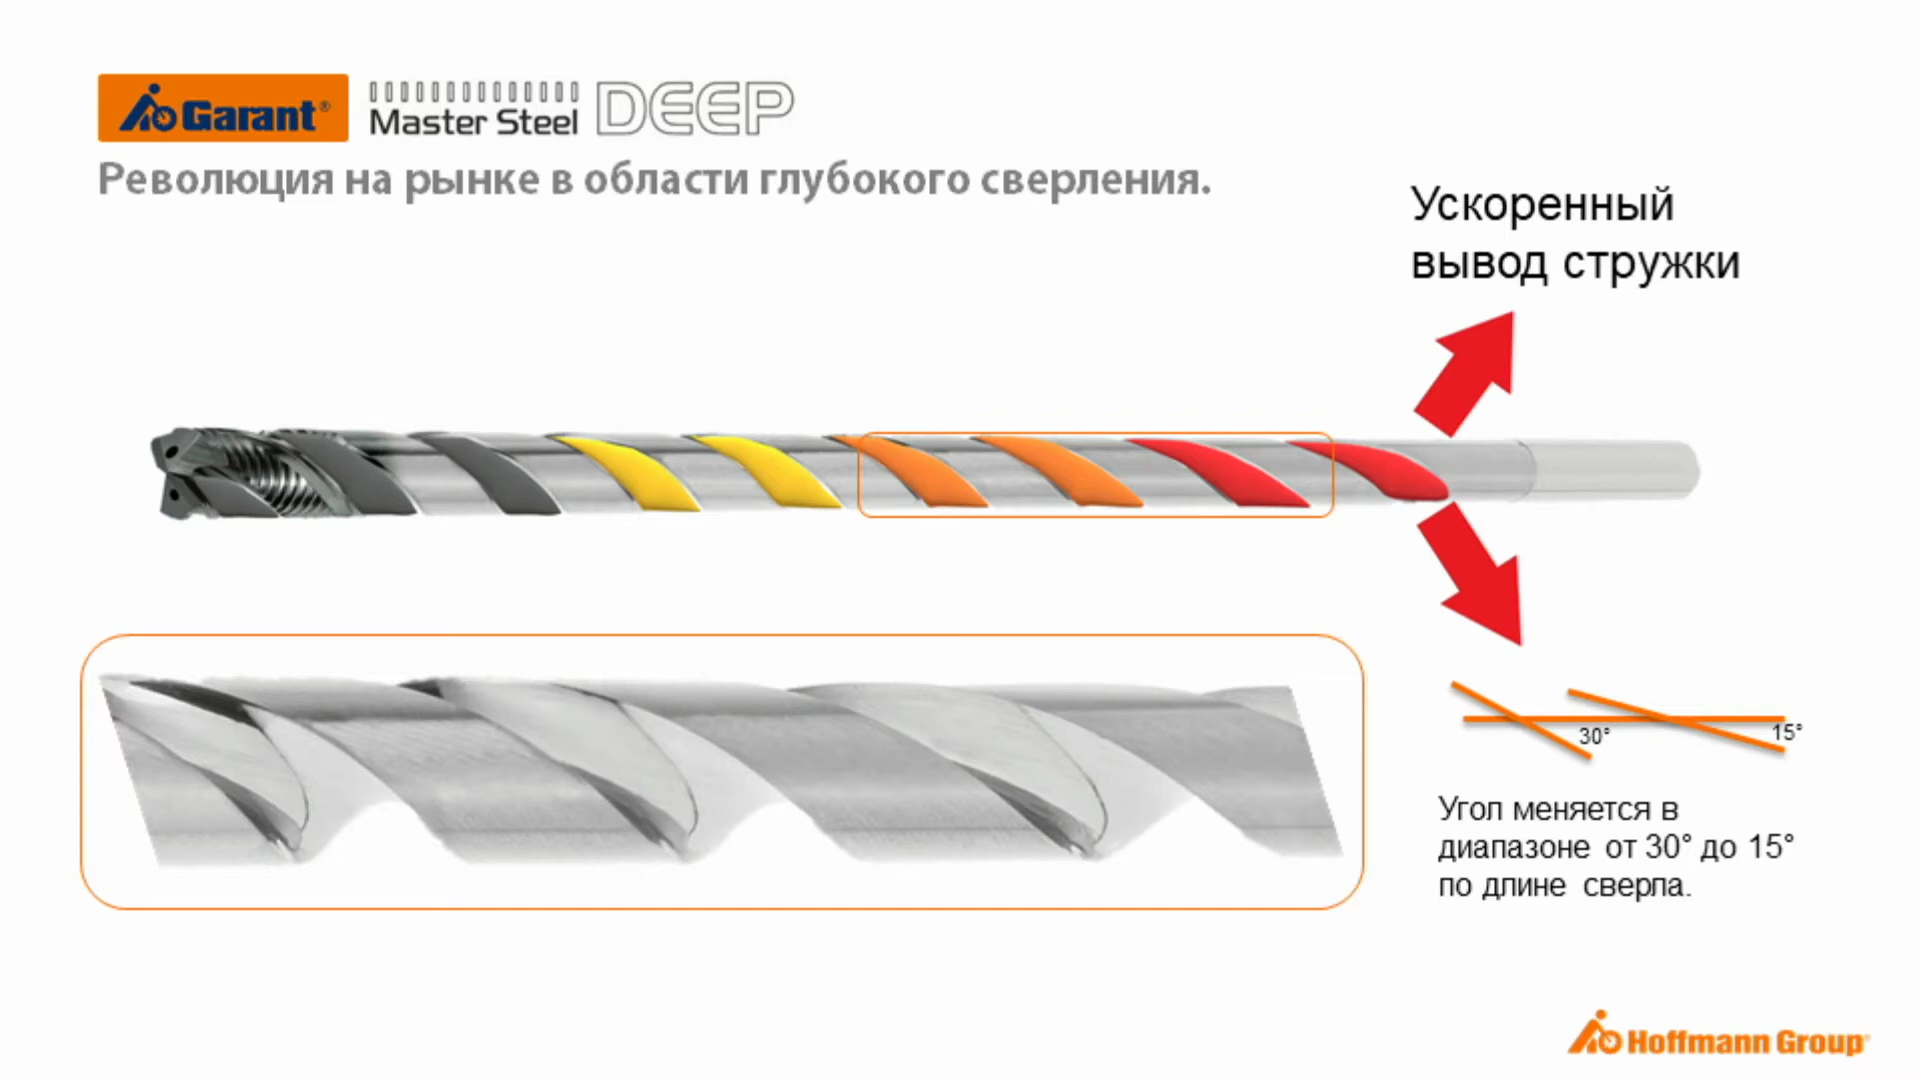 Garant®
Master Steel DEEP
Революция на рынке в области глубокого сверления.
Ускоренный
вывод стружки
30°
15°
Угол меняется в
диапазоне от 30° до 15°
по длине сверла.
Hoffmann Group